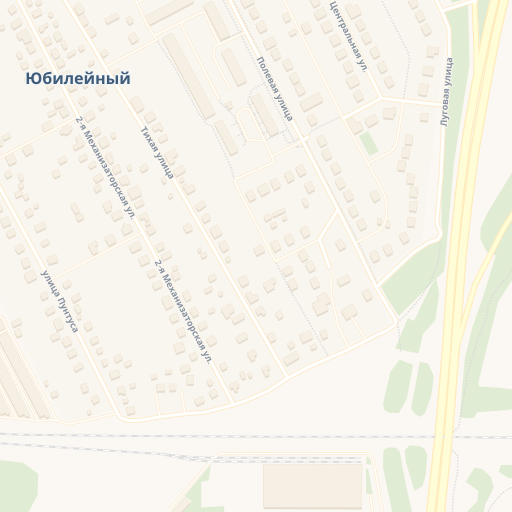 Центральная ул.
Полевая улица
Луговая улица
Юбилейный
2-я Механизаторская ул.
Тихая улица
улица Пунтуса
2-я Механизаторская ул.